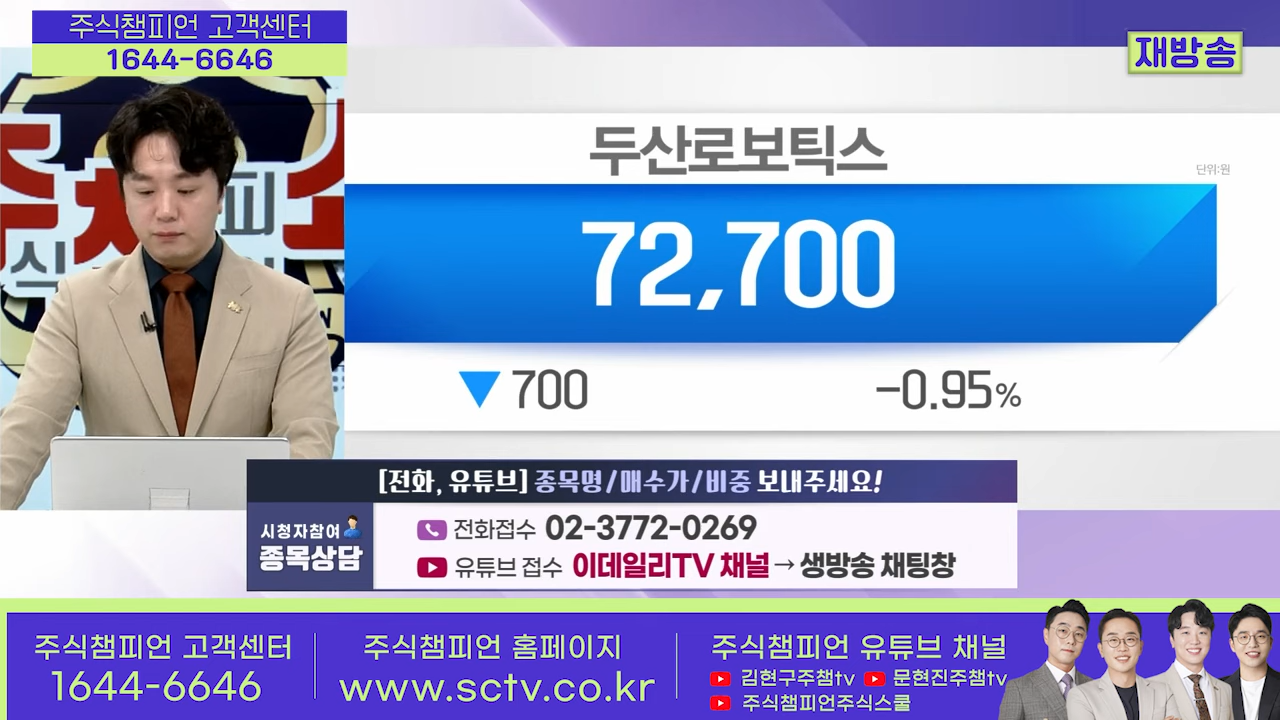 주식챔피언 고객센터
1644-6646
재방송
피
식
두산로보틱스
단위:원
72,700
▼ 700
-0.95%
[전화, 유튜브] 종목명/매수가/비중 보내주세요!
시청자참여
종목상담
전화접수 02-3772-0269
유튜브 접수 이데일리TV 채널→생방송 채팅창
주식챔피언 고객센터
1644-6646
주식챔피언 홈페이지
www.sctv.co.kr
주식챔피언 유튜브 채널
김현구주챔tv 문현진주챔tv
주식챔피언주식스쿨